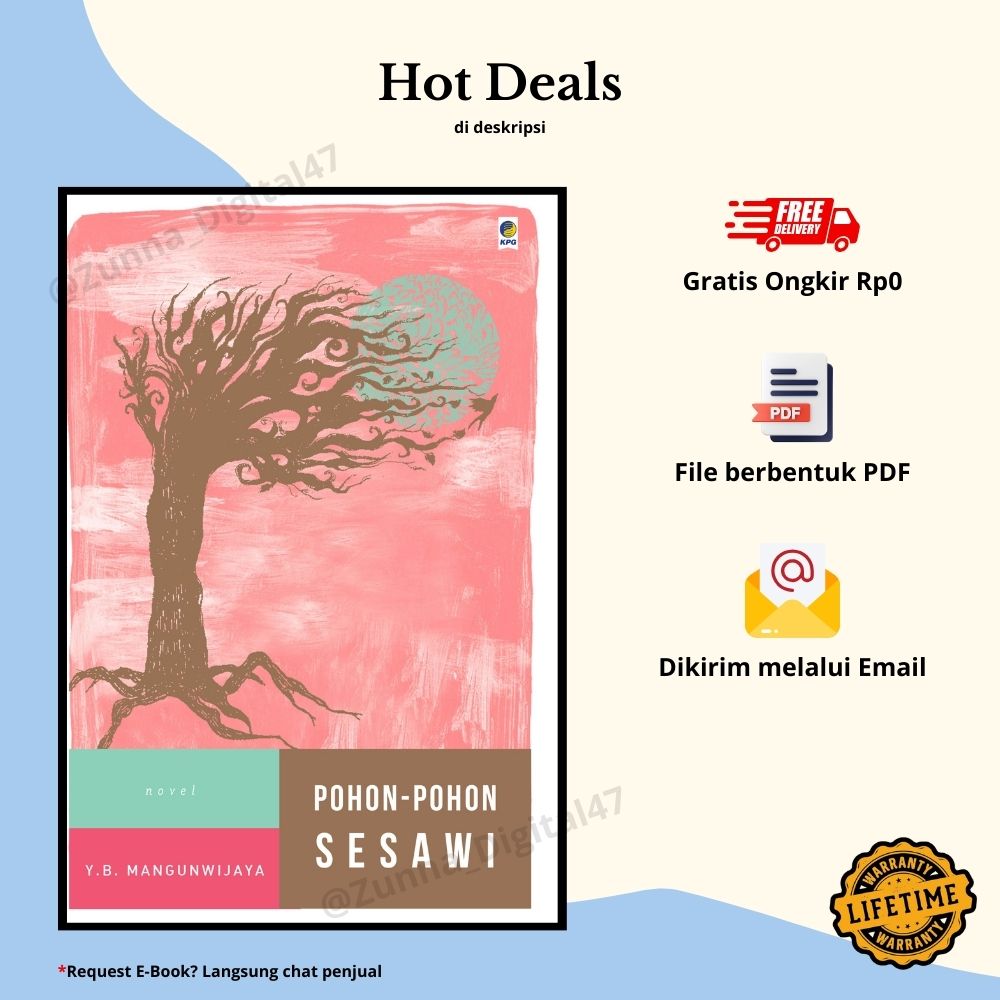 Hot Deals
di deskripsi
@Zunna_Digital47
KPG
FREE
DELIVERY
Gratis Ongkir Rp0
PDF
File berbentuk PDF
@
Dikirim melalui Email
novel
POHON-POHON
SESAWI
Y.B. MANGUNWIJAYA
@Zunna_Digital47
WARRANTY
LIFETIME
WARRANTY
*Request E-Book? Langsung chat penjual